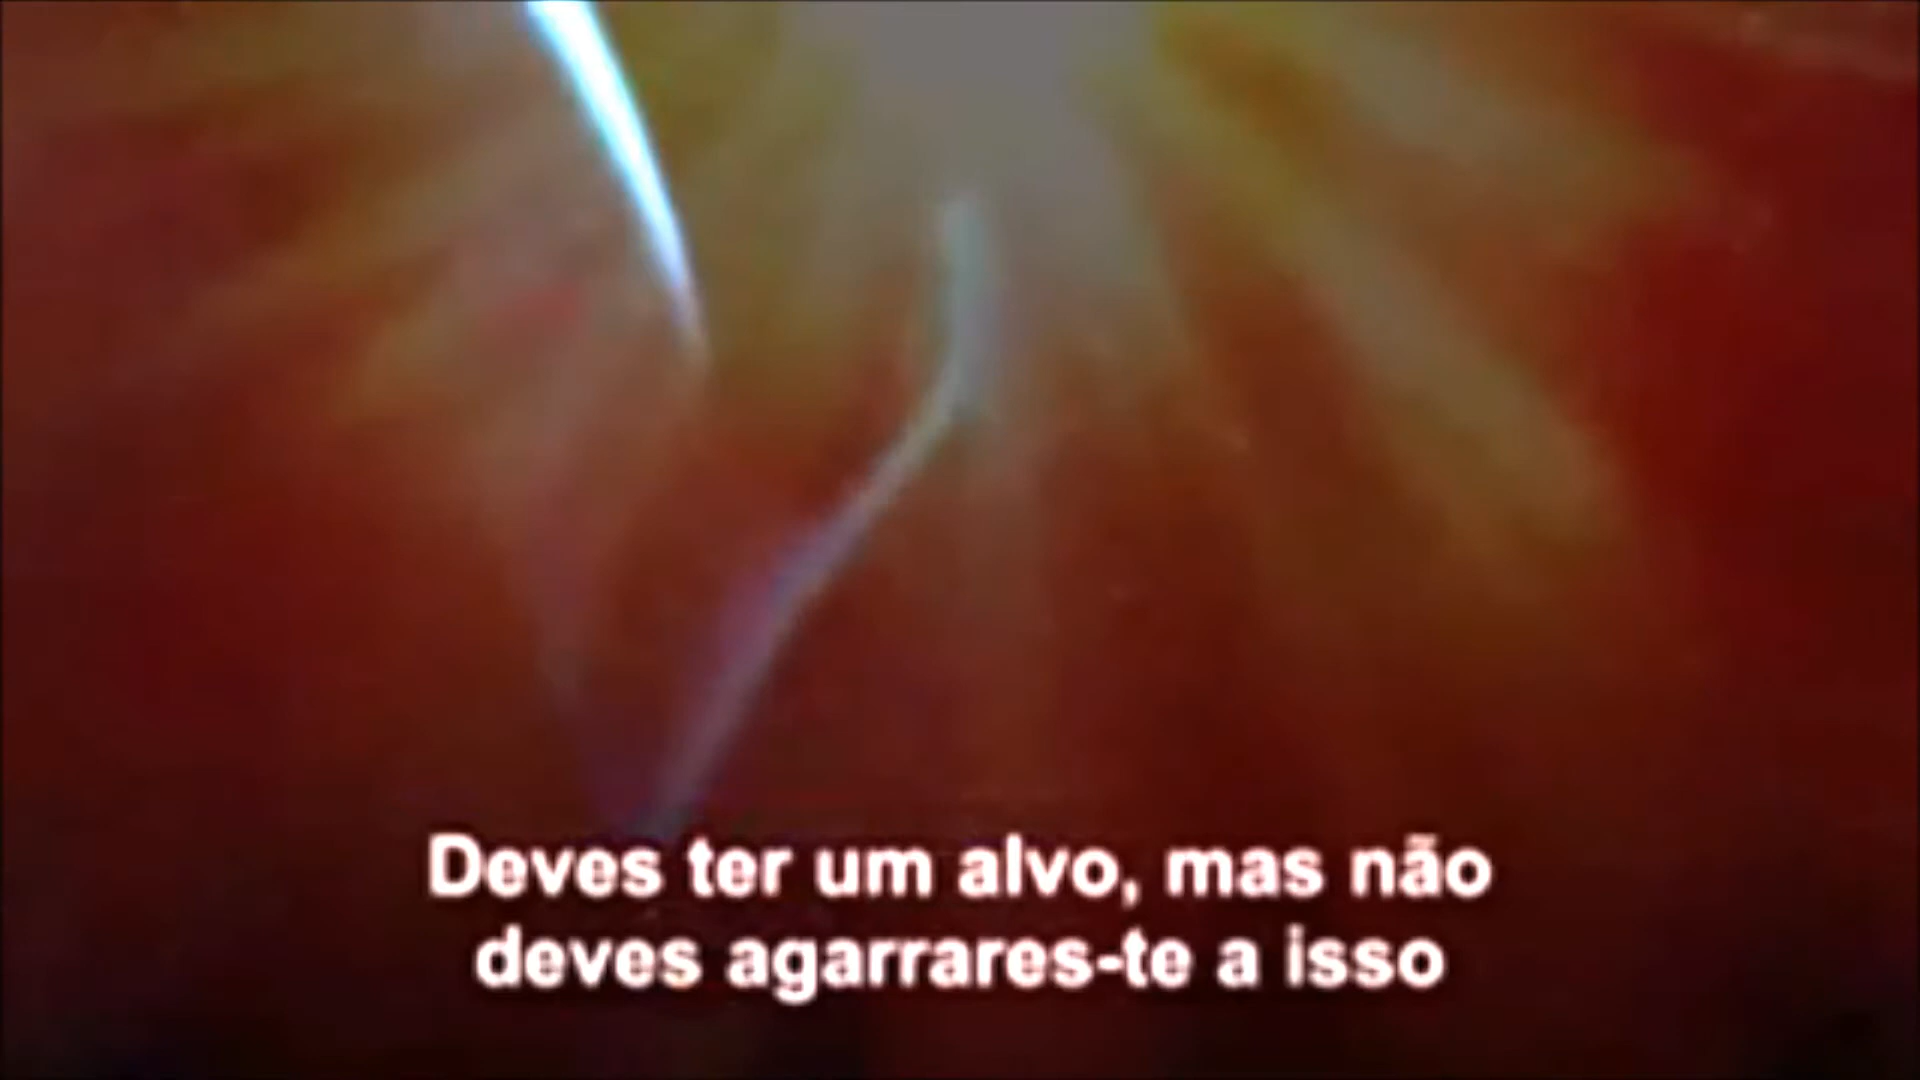 Deves ter um alvo, mas não
deves agarrares-te a isso